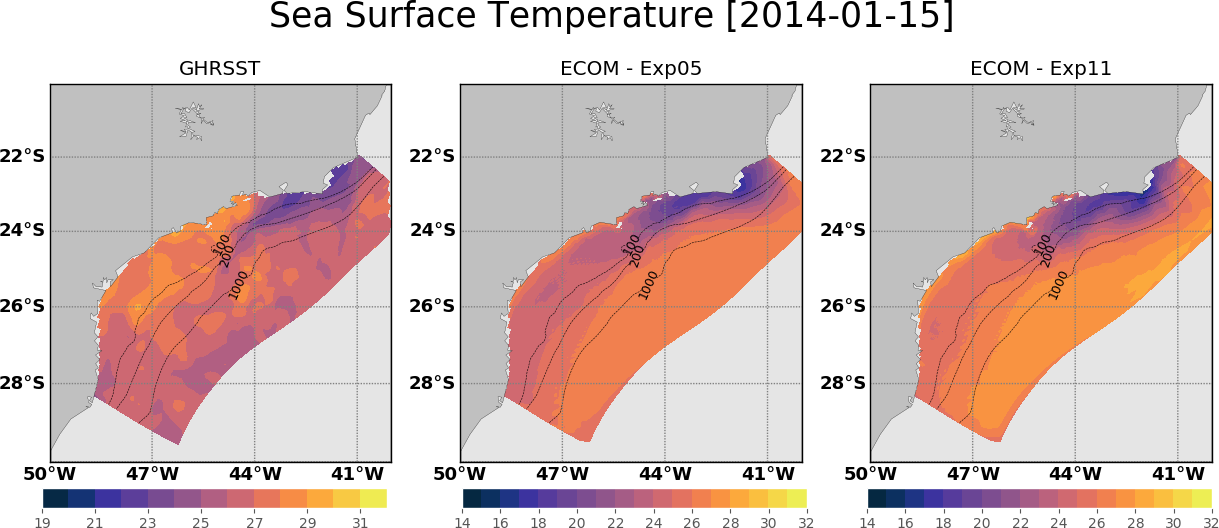 Sea Surface Temperature [2014-01-15]
GHRSST ECOM - Exp05 ECOM - Exp11
22°S 22°S 22°S
24°S 24°S 24°S
100 100 100
200 200 200
1000 1000 1000
26°S 26°S 26°S
28°S 28°S 28°S
50°W 47°W 44°W 41°W 50°W 47°W 44°W 41°W 50°W 47°W 44°W 41°W
19 21 23 25 27 29 31 14 16 18 20 22 24 26 28 30 32 14 16 18 20 22 24 26 28 30 32